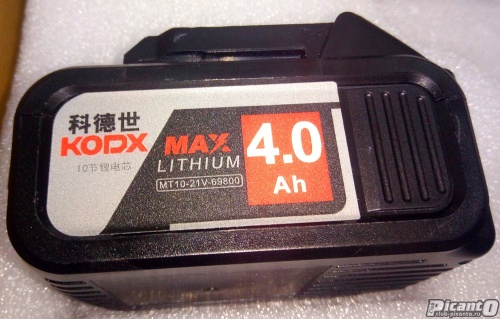 科德世
KODX
10节锂电芯
MAX
LITHIUM
MT10-21V-69800
4.0
Ah
PicantO
club-picanto.ru